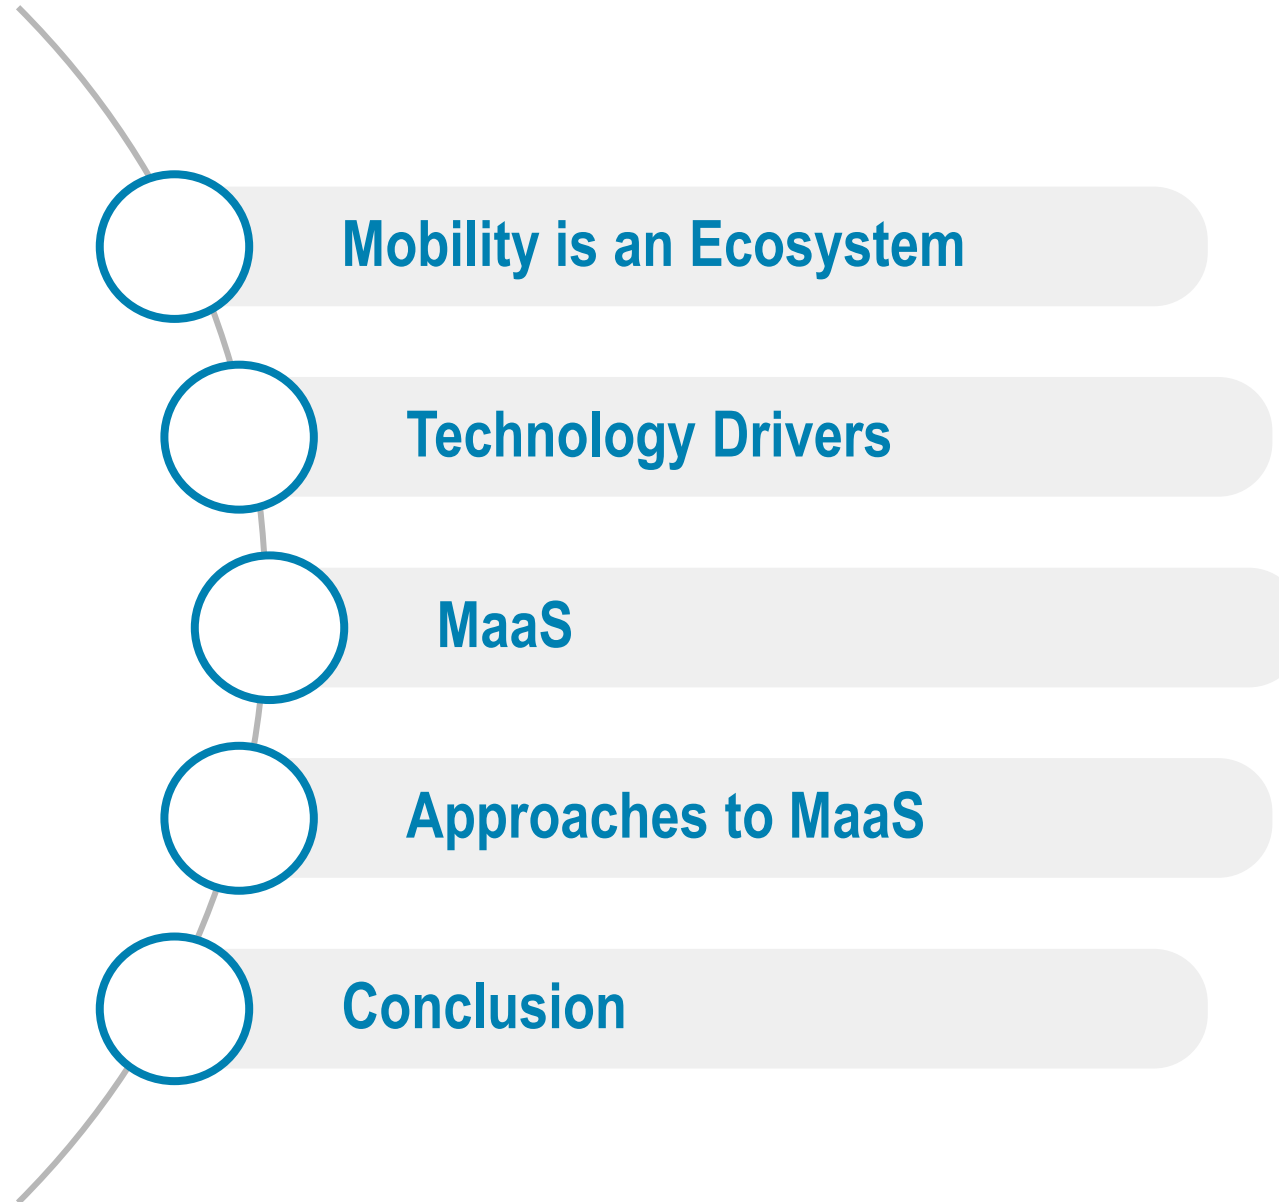 Mobility is an Ecosystem
Technology Drivers
MaaS
Approaches to MaaS
Conclusion